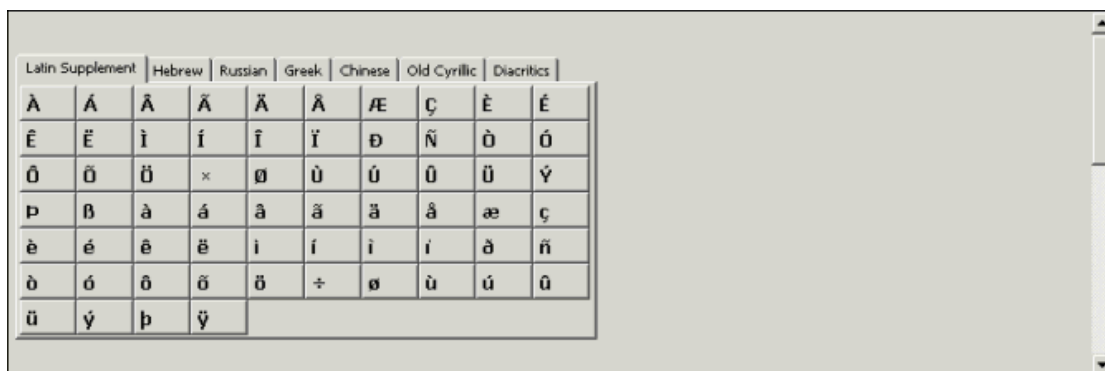 Latin Supplement Hebrew Russian Greek Chinese Old Cyrillic Diacritics
À Á Â Ã Ä Å Æ Ç È É
Ê Ë Ì Í Î Ï Ð Ñ Ò Ó
Ô Õ Ö × Ø Ù Ú Û Ü Ý
Þ ß à á â ã ä å æ ç
è é ê ë ì í î ï ð ñ
ò ó ô õ ö ÷ ø ù ú û
ü ý þ ÿ